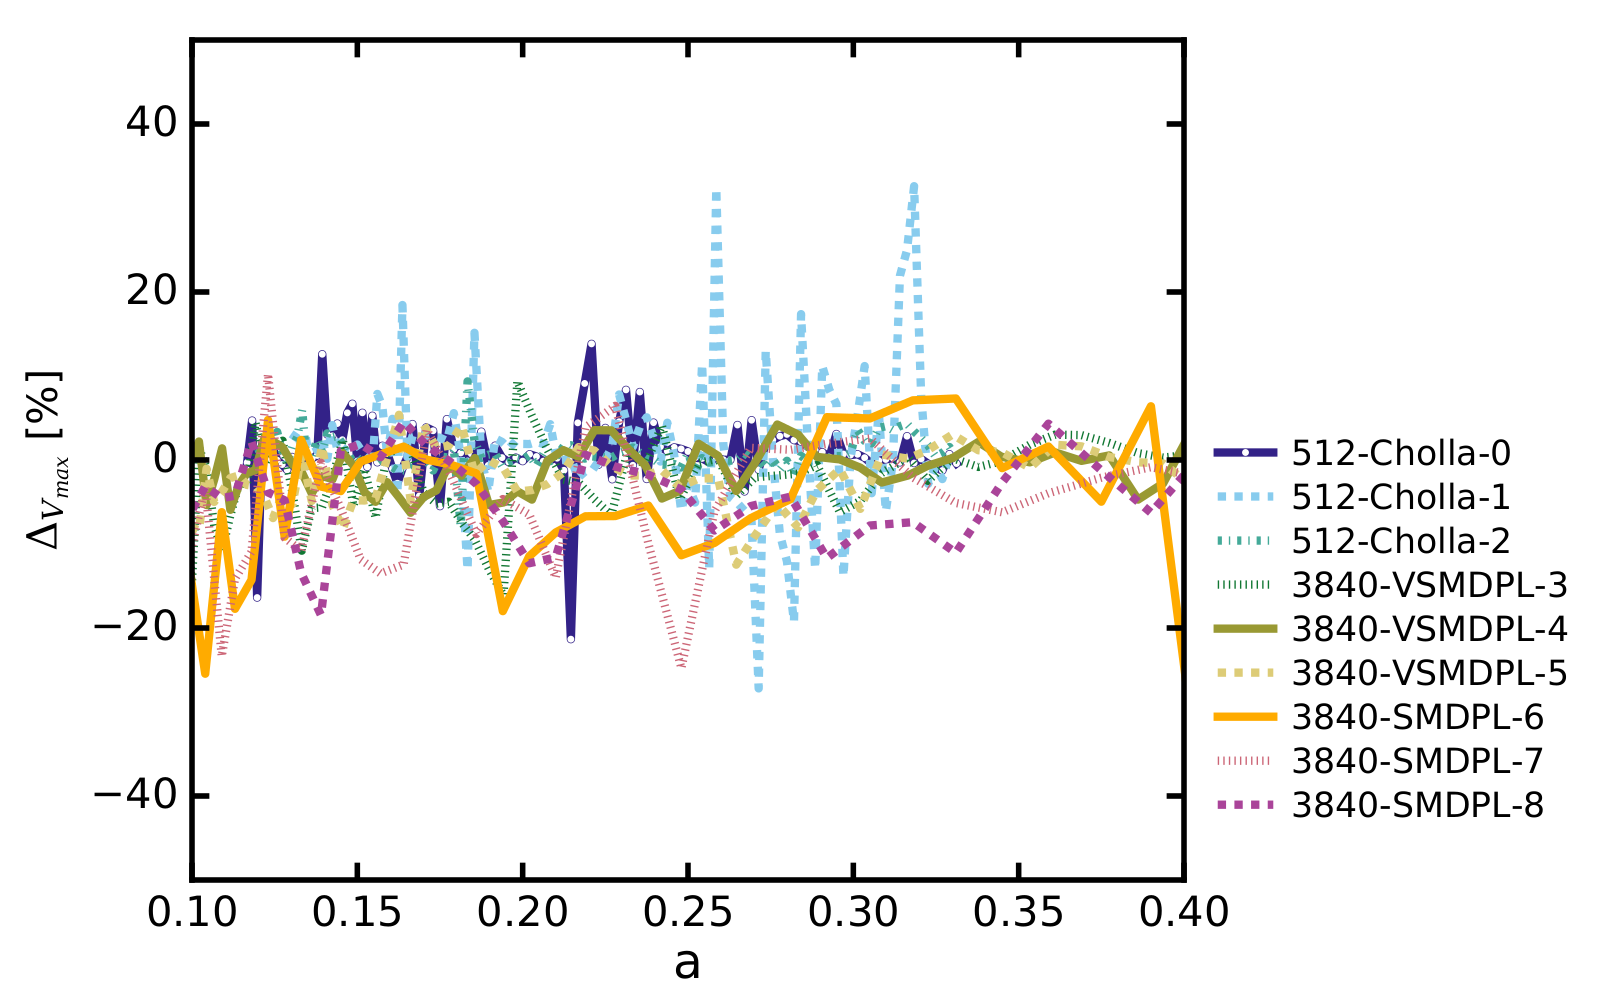 40
20
0
−20
−40
Δ_{V_{max}} [%]
0.10 0.15 0.20 0.25 0.30 0.35 0.40
a
512-Cholla-0
512-Cholla-1
512-Cholla-2
3840-VSMDPL-3
3840-VSMDPL-4
3840-VSMDPL-5
3840-SMDPL-6
3840-SMDPL-7
3840-SMDPL-8